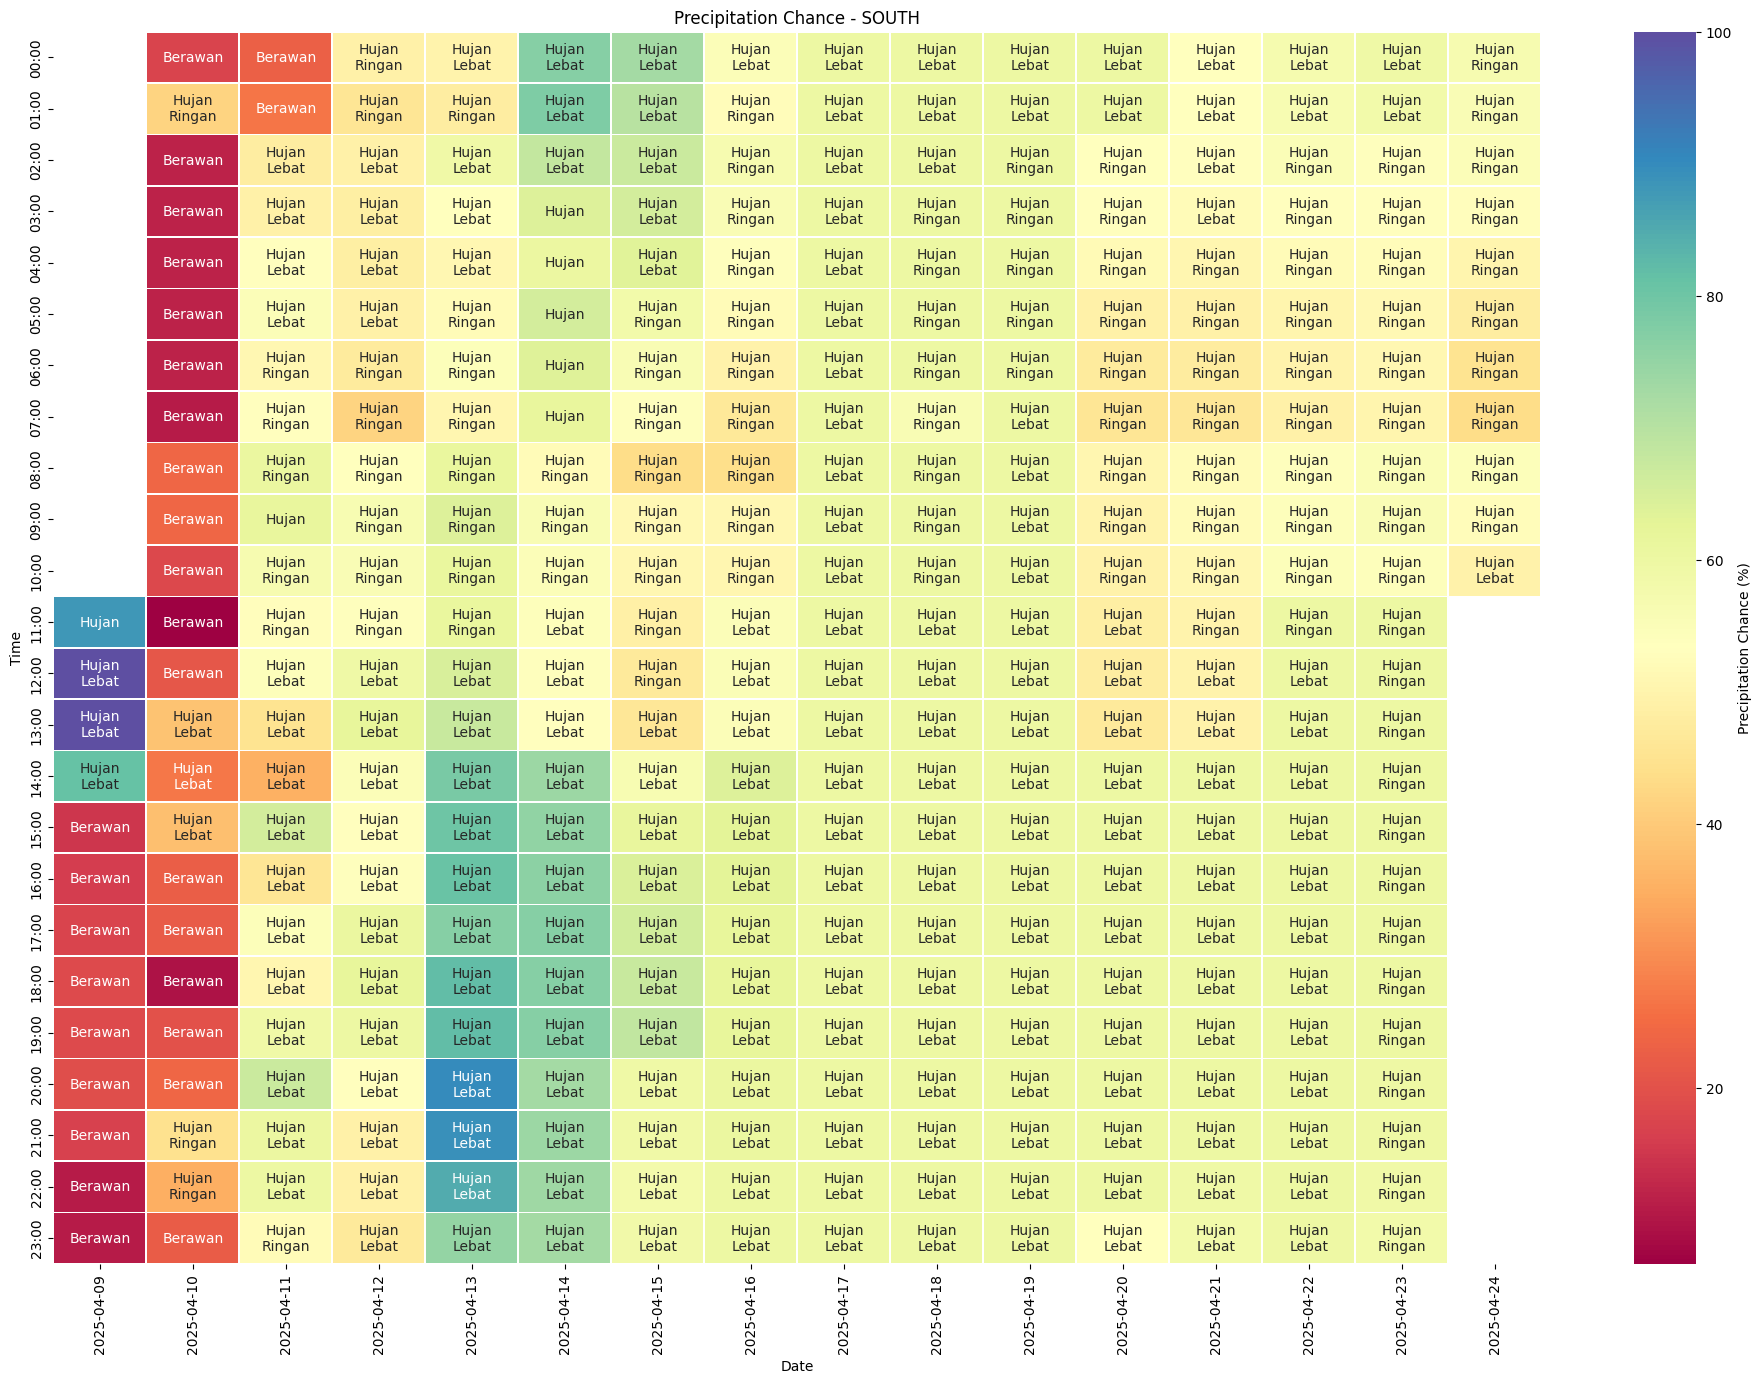 Precipitation Chance - SOUTH
00:00 Berawan Berawan Hujan Ringan Hujan Lebat Hujan Lebat Hujan Lebat Hujan Lebat Hujan Lebat Hujan Lebat Hujan Lebat Hujan Lebat Hujan Lebat Hujan Lebat Hujan Lebat Hujan Ringan
01:00 Hujan Ringan Berawan Hujan Ringan Hujan Ringan Hujan Lebat Hujan Lebat Hujan Ringan Hujan Lebat Hujan Lebat Hujan Lebat Hujan Lebat Hujan Lebat Hujan Lebat Hujan Lebat Hujan Ringan
02:00 Berawan Hujan Lebat Hujan Lebat Hujan Lebat Hujan Lebat Hujan Lebat Hujan Ringan Hujan Lebat Hujan Lebat Hujan Ringan Hujan Ringan Hujan Lebat Hujan Ringan Hujan Ringan Hujan Ringan
03:00 Berawan Hujan Lebat Hujan Lebat Hujan Lebat Hujan Hujan Lebat Hujan Ringan Hujan Lebat Hujan Ringan Hujan Ringan Hujan Ringan Hujan Lebat Hujan Ringan Hujan Ringan Hujan Ringan
04:00 Berawan Hujan Lebat Hujan Lebat Hujan Lebat Hujan Hujan Lebat Hujan Ringan Hujan Lebat Hujan Ringan Hujan Ringan Hujan Ringan Hujan Ringan Hujan Ringan Hujan Ringan Hujan Ringan
05:00 Berawan Hujan Lebat Hujan Lebat Hujan Ringan Hujan Hujan Ringan Hujan Ringan Hujan Lebat Hujan Ringan Hujan Ringan Hujan Ringan Hujan Ringan Hujan Ringan Hujan Ringan Hujan Ringan
06:00 Berawan Hujan Ringan Hujan Ringan Hujan Ringan Hujan Hujan Ringan Hujan Ringan Hujan Lebat Hujan Ringan Hujan Ringan Hujan Ringan Hujan Ringan Hujan Ringan Hujan Ringan Hujan Ringan
07:00 Berawan Hujan Ringan Hujan Ringan Hujan Ringan Hujan Hujan Ringan Hujan Ringan Hujan Lebat Hujan Ringan Hujan Lebat Hujan Ringan Hujan Ringan Hujan Ringan Hujan Ringan Hujan Ringan
08:00 Berawan Hujan Ringan Hujan Ringan Hujan Ringan Hujan Ringan Hujan Ringan Hujan Ringan Hujan Lebat Hujan Ringan Hujan Lebat Hujan Ringan Hujan Ringan Hujan Ringan Hujan Ringan Hujan Ringan
09:00 Berawan Hujan Hujan Ringan Hujan Ringan Hujan Ringan Hujan Ringan Hujan Ringan Hujan Lebat Hujan Ringan Hujan Lebat Hujan Ringan Hujan Ringan Hujan Ringan Hujan Ringan Hujan Ringan
10:00 Berawan Hujan Ringan Hujan Ringan Hujan Ringan Hujan Ringan Hujan Ringan Hujan Ringan Hujan Lebat Hujan Ringan Hujan Lebat Hujan Ringan Hujan Ringan Hujan Ringan Hujan Ringan Hujan Lebat
11:00 Hujan Berawan Hujan Ringan Hujan Ringan Hujan Ringan Hujan Lebat Hujan Ringan Hujan Lebat Hujan Lebat Hujan Lebat Hujan Lebat Hujan Lebat Hujan Ringan Hujan Ringan Hujan Ringan
12:00 Hujan Lebat Berawan Hujan Lebat Hujan Lebat Hujan Lebat Hujan Lebat Hujan Ringan Hujan Lebat Hujan Lebat Hujan Lebat Hujan Lebat Hujan Lebat Hujan Lebat Hujan Lebat Hujan Ringan
13:00 Hujan Lebat Hujan Lebat Hujan Lebat Hujan Lebat Hujan Lebat Hujan Lebat Hujan Lebat Hujan Lebat Hujan Lebat Hujan Lebat Hujan Lebat Hujan Lebat Hujan Lebat Hujan Lebat Hujan Ringan
14:00 Hujan Lebat Hujan Lebat Hujan Lebat Hujan Lebat Hujan Lebat Hujan Lebat Hujan Lebat Hujan Lebat Hujan Lebat Hujan Lebat Hujan Lebat Hujan Lebat Hujan Lebat Hujan Lebat Hujan Ringan
15:00 Berawan Hujan Lebat Hujan Lebat Hujan Lebat Hujan Lebat Hujan Lebat Hujan Lebat Hujan Lebat Hujan Lebat Hujan Lebat Hujan Lebat Hujan Lebat Hujan Lebat Hujan Lebat Hujan Ringan
16:00 Berawan Berawan Hujan Lebat Hujan Lebat Hujan Lebat Hujan Lebat Hujan Lebat Hujan Lebat Hujan Lebat Hujan Lebat Hujan Lebat Hujan Lebat Hujan Lebat Hujan Lebat Hujan Ringan
17:00 Berawan Berawan Hujan Lebat Hujan Lebat Hujan Lebat Hujan Lebat Hujan Lebat Hujan Lebat Hujan Lebat Hujan Lebat Hujan Lebat Hujan Lebat Hujan Lebat Hujan Lebat Hujan Ringan
18:00 Berawan Berawan Hujan Lebat Hujan Lebat Hujan Lebat Hujan Lebat Hujan Lebat Hujan Lebat Hujan Lebat Hujan Lebat Hujan Lebat Hujan Lebat Hujan Lebat Hujan Lebat Hujan Ringan
19:00 Berawan Berawan Hujan Lebat Hujan Lebat Hujan Lebat Hujan Lebat Hujan Lebat Hujan Lebat Hujan Lebat Hujan Lebat Hujan Lebat Hujan Lebat Hujan Lebat Hujan Lebat Hujan Ringan
20:00 Berawan Berawan Hujan Lebat Hujan Lebat Hujan Lebat Hujan Lebat Hujan Lebat Hujan Lebat Hujan Lebat Hujan Lebat Hujan Lebat Hujan Lebat Hujan Lebat Hujan Lebat Hujan Ringan
21:00 Berawan Hujan Ringan Hujan Lebat Hujan Lebat Hujan Lebat Hujan Lebat Hujan Lebat Hujan Lebat Hujan Lebat Hujan Lebat Hujan Lebat Hujan Lebat Hujan Lebat Hujan Lebat Hujan Ringan
22:00 Berawan Hujan Ringan Hujan Lebat Hujan Lebat Hujan Lebat Hujan Lebat Hujan Lebat Hujan Lebat Hujan Lebat Hujan Lebat Hujan Lebat Hujan Lebat Hujan Lebat Hujan Lebat Hujan Ringan
23:00 Berawan Berawan Hujan Ringan Hujan Lebat Hujan Lebat Hujan Lebat Hujan Lebat Hujan Lebat Hujan Lebat Hujan Lebat Hujan Lebat Hujan Lebat Hujan Lebat Hujan Lebat Hujan Ringan
Time
2025-04-09 2025-04-10 2025-04-11 2025-04-12 2025-04-13 2025-04-14 2025-04-15 2025-04-16 2025-04-17 2025-04-18 2025-04-19 2025-04-20 2025-04-21 2025-04-22 2025-04-23 2025-04-24
Date
100
80
60
40
20
Precipitation Chance (%)